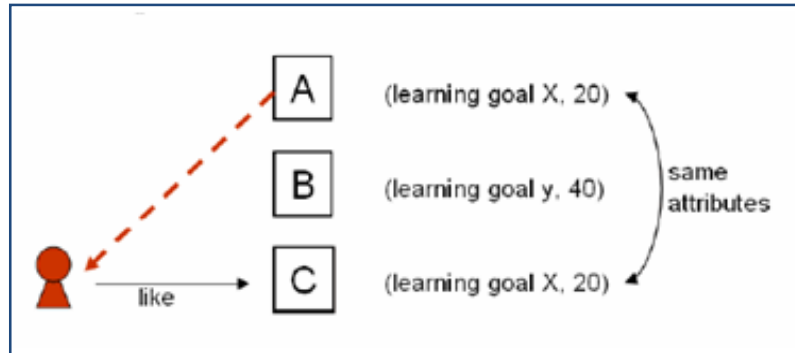 A
(learning goal X, 20)
B
(learning goal y, 40)
same
attributes
C
(learning goal X, 20)
like